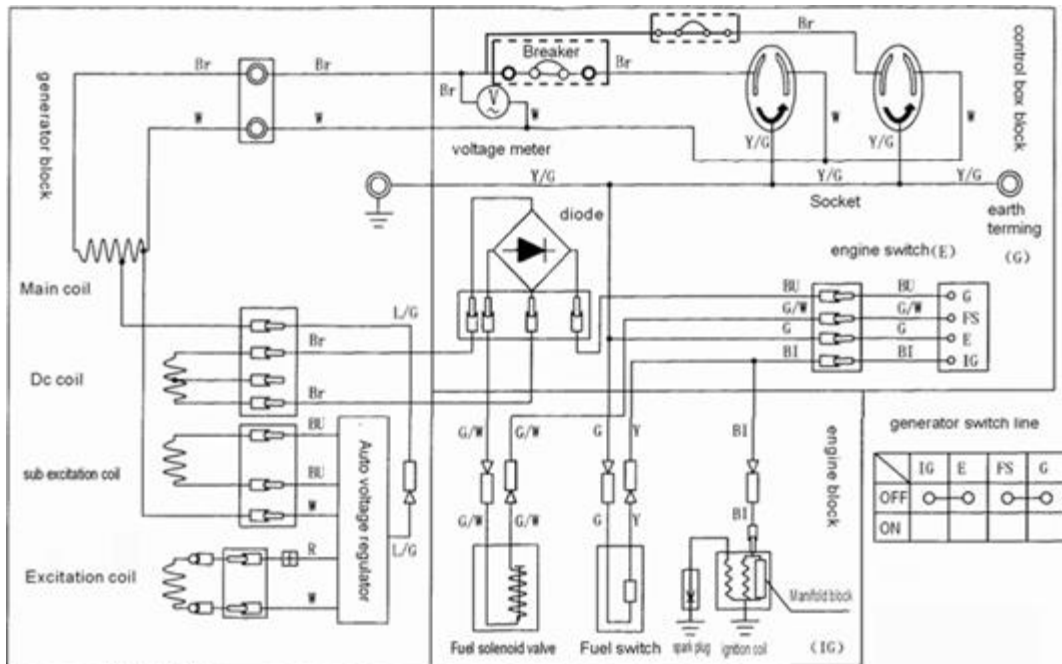 Br
Breaker
control box block
generator block
Br
Br
Br
Br
V
W
W
W
W
W
Y/G
Y/G
voltage meter
Y/G
Y/G
Y/G
Socket
earth
terming
(G)
diode
engine switch(E)
Main coil
L/G
BU
BU
G
G/W
G/W
FS
G
G
E
BI
BI
IG
Br
Dc coil
Br
generator switch line
IG
E
FS
G
OFF
ON
BU
sub excitation coil
BU
W
Auto voltage regulator
L/G
Excitation coil
R
W
G/W
G/W
G
Y
BI
engine block
G/W
G/W
G
Y
BI
Manifold block
Fuel solenoid valve
Fuel switch
spark plug
ignition coil
(IG)